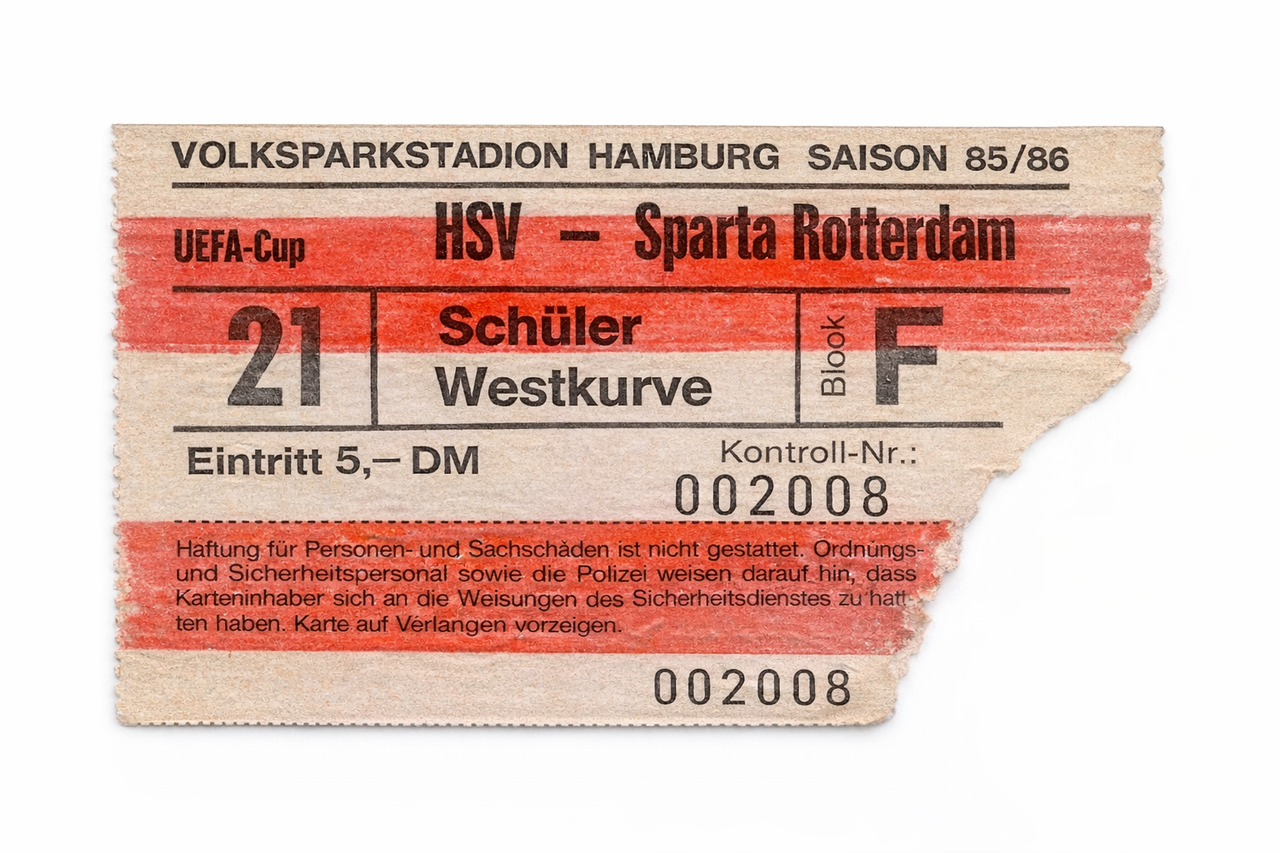 VOLKSPARKSTADION HAMBURG SAISON 85/86
UEFA-Cup HSV – Sparta Rotterdam
21 Schüler Westkurve Blook F
Eintritt 5,– DM
Kontroll-Nr.:
002008
Haftung für Personen- und Sachschäden ist nicht gestattet. Ordnungs-
und Sicherheitspersonal sowie die Polizei weisen darauf hin, dass
Karteninhaber sich an die Weisungen des Sicherheitsdienstes zu hatt-
ten haben. Karte auf Verlangen vorzeigen.
002008